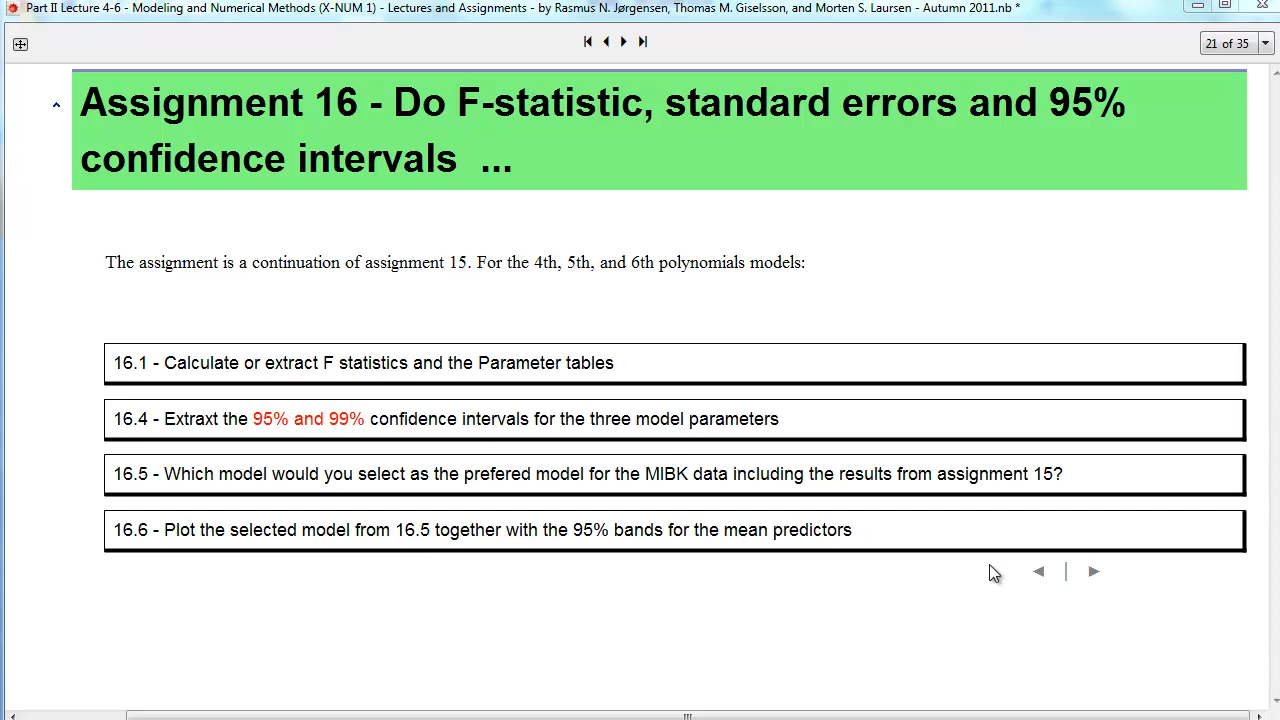 Part II Lecture 4-6 - Modeling and Numerical Methods (X-NUM 1) - Lectures and Assignments - by Rasmus N. Jørgensen, Thomas M. Giselsson, and Morten S. Laursen - Autumn 2011.nb *
21 of 35
Assignment 16 - Do F-statistic, standard errors and 95%
confidence intervals ...
The assignment is a continuation of assignment 15. For the 4th, 5th, and 6th polynomials models:
16.1 - Calculate or extract F statistics and the Parameter tables
16.4 - Extraxt the 95% and 99% confidence intervals for the three model parameters
16.5 - Which model would you select as the prefered model for the MIBK data including the results from assignment 15?
16.6 - Plot the selected model from 16.5 together with the 95% bands for the mean predictors